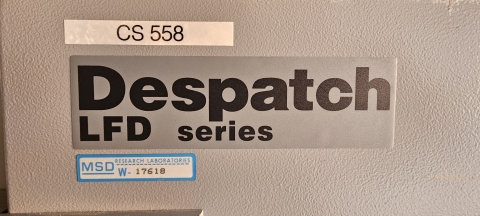 CS 558
Despatch
LFD series
MSD RESEARCH LABORATORIES
W- 17618